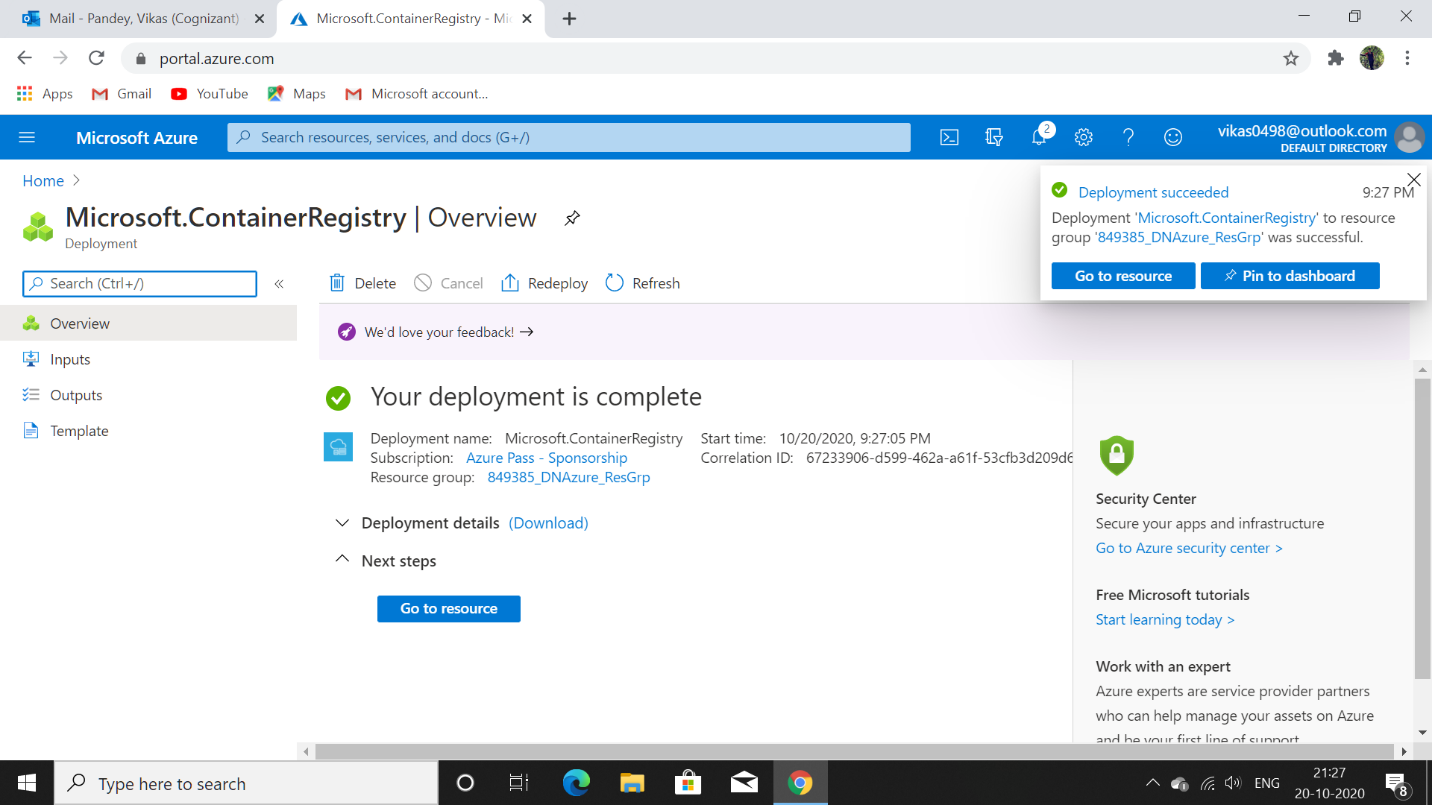 Mail - Pandey, Vikas (Cognizant)
Microsoft.ContainerRegistry - Mi
portal.azure.com
Apps
Gmail
YouTube
Maps
Microsoft account...
Microsoft Azure
Search resources, services, and docs (G+/)
2
vikas0498@outlook.com
DEFAULT DIRECTORY
Home
Microsoft.ContainerRegistry | Overview
Deployment
Deployment succeeded 9:27 PM
Deployment 'Microsoft.ContainerRegistry' to resource
group '849385_DNAzure_ResGrp' was successful.
Go to resource
Pin to dashboard
Search (Ctrl+/)
«
Delete
Cancel
Redeploy
Refresh
Overview
Inputs
Outputs
Template
We'd love your feedback! →
Your deployment is complete
Deployment name: Microsoft.ContainerRegistry
Subscription: Azure Pass - Sponsorship
Resource group: 849385_DNAzure_ResGrp
Start time: 10/20/2020, 9:27:05 PM
Correlation ID: 67233906-d599-462a-a61f-53cfb3d209d6
Deployment details (Download)
Next steps
Go to resource
Security Center
Secure your apps and infrastructure
Go to Azure security center >
Free Microsoft tutorials
Start learning today >
Work with an expert
Azure experts are service provider partners
who can help manage your assets on Azure
and be your first line of support.
Type here to search
ENG
21:27
20-10-2020
8